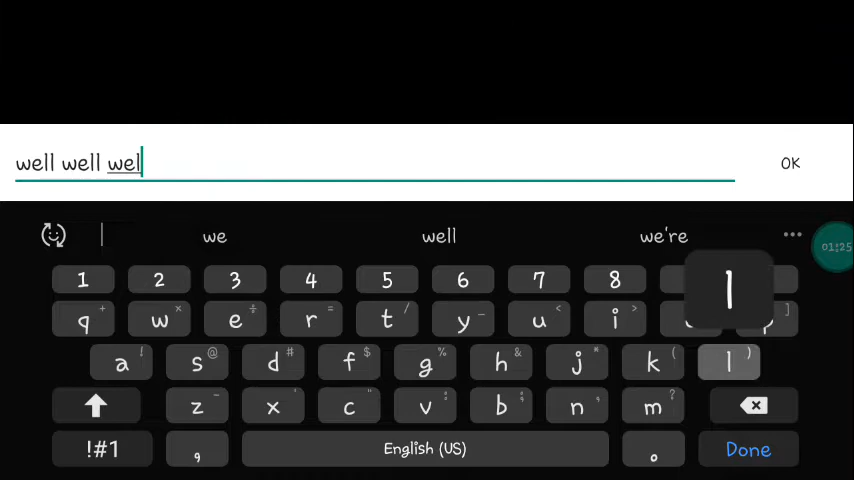 well well wel
OK
we well we're •••
01:25
1 2 3 4 5 6 7 8
l
q + w × e ÷ r = t / y _ u < i > ]
a ! s @ d # f $ g % h & j * k ( l )
z - x ' c " v : b ; n , m ?
!#1 , English (US) . Done